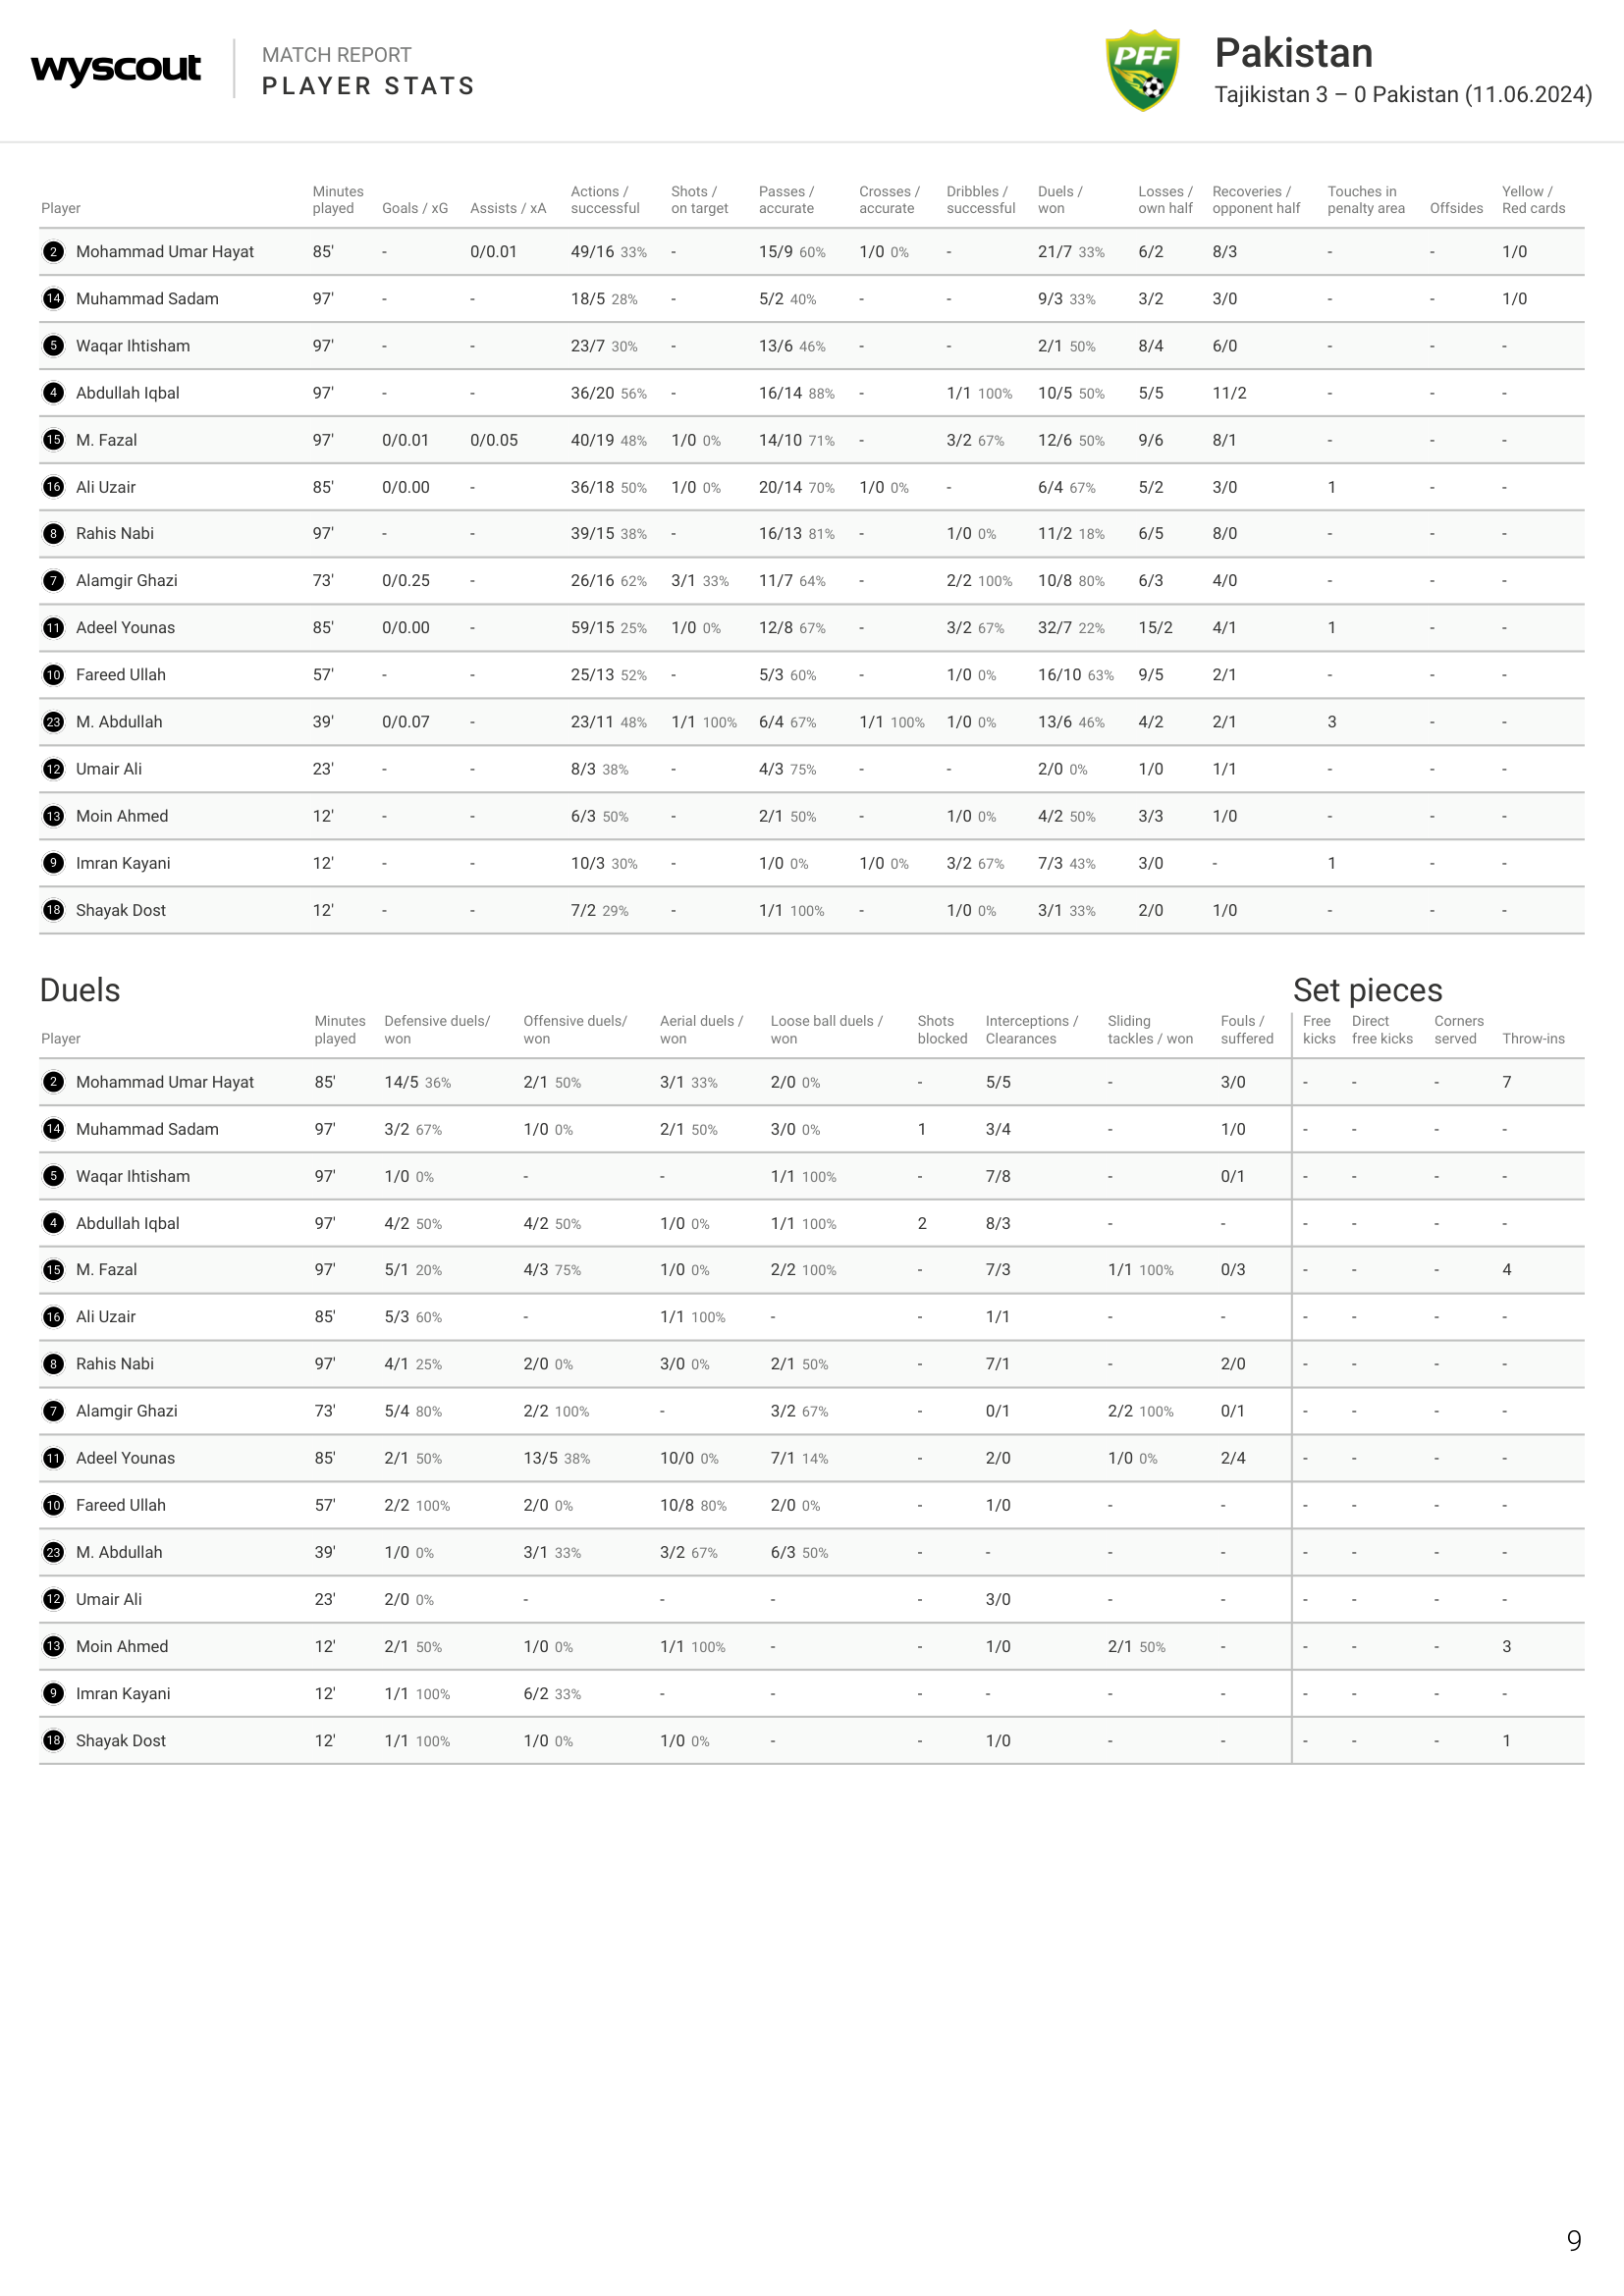 wyscout
MATCH REPORT
PLAYER STATS
PFF
Pakistan
Tajikistan 3 – 0 Pakistan (11.06.2024)
Player Minutes played Goals / xG Assists / xA Actions / successful Shots / on target Passes / accurate Crosses / accurate Dribbles / successful Duels / won Losses / own half Recoveries / opponent half Touches in penalty area Offsides Yellow / Red cards
2 Mohammad Umar Hayat 85' - 0/0.01 49/16 33% - 15/9 60% 1/0 0% - 21/7 33% 6/2 8/3 - - 1/0
14 Muhammad Sadam 97' - - 18/5 28% - 5/2 40% - - 9/3 33% 3/2 3/0 - - 1/0
5 Waqar Ihtisham 97' - - 23/7 30% - 13/6 46% - - 2/1 50% 8/4 6/0 - - -
4 Abdullah Iqbal 97' - - 36/20 56% - 16/14 88% - 1/1 100% 10/5 50% 5/5 11/2 - - -
15 M. Fazal 97' 0/0.01 0/0.05 40/19 48% 1/0 0% 14/10 71% - 3/2 67% 12/6 50% 9/6 8/1 - - -
16 Ali Uzair 85' 0/0.00 - 36/18 50% 1/0 0% 20/14 70% 1/0 0% - 6/4 67% 5/2 3/0 1 - -
8 Rahis Nabi 97' - - 39/15 38% - 16/13 81% - 1/0 0% 11/2 18% 6/5 8/0 - - -
7 Alamgir Ghazi 73' 0/0.25 - 26/16 62% 3/1 33% 11/7 64% - 2/2 100% 10/8 80% 6/3 4/0 - - -
11 Adeel Younas 85' 0/0.00 - 59/15 25% 1/0 0% 12/8 67% - 3/2 67% 32/7 22% 15/2 4/1 1 - -
10 Fareed Ullah 57' - - 25/13 52% - 5/3 60% - 1/0 0% 16/10 63% 9/5 2/1 - - -
23 M. Abdullah 39' 0/0.07 - 23/11 48% 1/1 100% 6/4 67% 1/1 100% 1/0 0% 13/6 46% 4/2 2/1 3 - -
12 Umair Ali 23' - - 8/3 38% - 4/3 75% - - 2/0 0% 1/0 1/1 - - -
13 Moin Ahmed 12' - - 6/3 50% - 2/1 50% - 1/0 0% 4/2 50% 3/3 1/0 - - -
9 Imran Kayani 12' - - 10/3 30% - 1/0 0% 1/0 0% 3/2 67% 7/3 43% 3/0 - 1 - -
18 Shayak Dost 12' - - 7/2 29% - 1/1 100% - 1/0 0% 3/1 33% 2/0 1/0 - - -
Duels
Set pieces
Player Minutes played Defensive duels/ won Offensive duels/ won Aerial duels / won Loose ball duels / won Shots blocked Interceptions / Clearances Sliding tackles / won Fouls / suffered Free kicks Direct free kicks Corners served Throw-ins
2 Mohammad Umar Hayat 85' 14/5 36% 2/1 50% 3/1 33% 2/0 0% - 5/5 - 3/0 - - - 7
14 Muhammad Sadam 97' 3/2 67% 1/0 0% 2/1 50% 3/0 0% 1 3/4 - 1/0 - - - -
5 Waqar Ihtisham 97' 1/0 0% - - 1/1 100% - 7/8 - 0/1 - - - -
4 Abdullah Iqbal 97' 4/2 50% 4/2 50% 1/0 0% 1/1 100% 2 8/3 - - - - - -
15 M. Fazal 97' 5/1 20% 4/3 75% 1/0 0% 2/2 100% - 7/3 1/1 100% 0/3 - - - 4
16 Ali Uzair 85' 5/3 60% - 1/1 100% - - 1/1 - - - - - -
8 Rahis Nabi 97' 4/1 25% 2/0 0% 3/0 0% 2/1 50% - 7/1 - 2/0 - - - -
7 Alamgir Ghazi 73' 5/4 80% 2/2 100% - 3/2 67% - 0/1 2/2 100% 0/1 - - - -
11 Adeel Younas 85' 2/1 50% 13/5 38% 10/0 0% 7/1 14% - 2/0 1/0 0% 2/4 - - - -
10 Fareed Ullah 57' 2/2 100% 2/0 0% 10/8 80% 2/0 0% - 1/0 - - - - - -
23 M. Abdullah 39' 1/0 0% 3/1 33% 3/2 67% 6/3 50% - - - - - - - -
12 Umair Ali 23' 2/0 0% - - - - 3/0 - - - - - -
13 Moin Ahmed 12' 2/1 50% 1/0 0% 1/1 100% - - 1/0 2/1 50% - - - - 3
9 Imran Kayani 12' 1/1 100% 6/2 33% - - - - - - - - - -
18 Shayak Dost 12' 1/1 100% 1/0 0% 1/0 0% - - 1/0 - - - - - 1
9